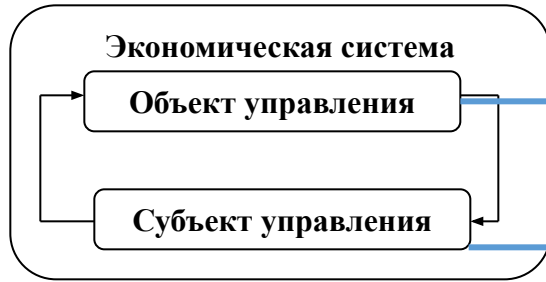 Экономическая система
Объект управления
Субъект управления